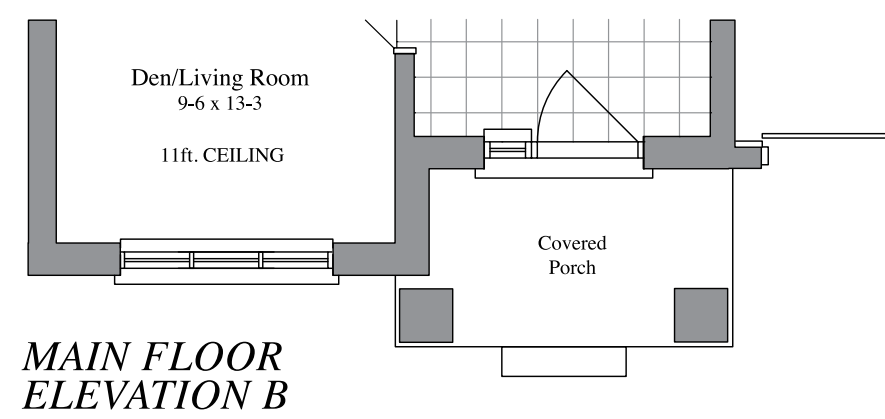 Den/Living Room
9-6 x 13-3
11ft. CEILING
Covered
Porch
MAIN FLOOR
ELEVATION B